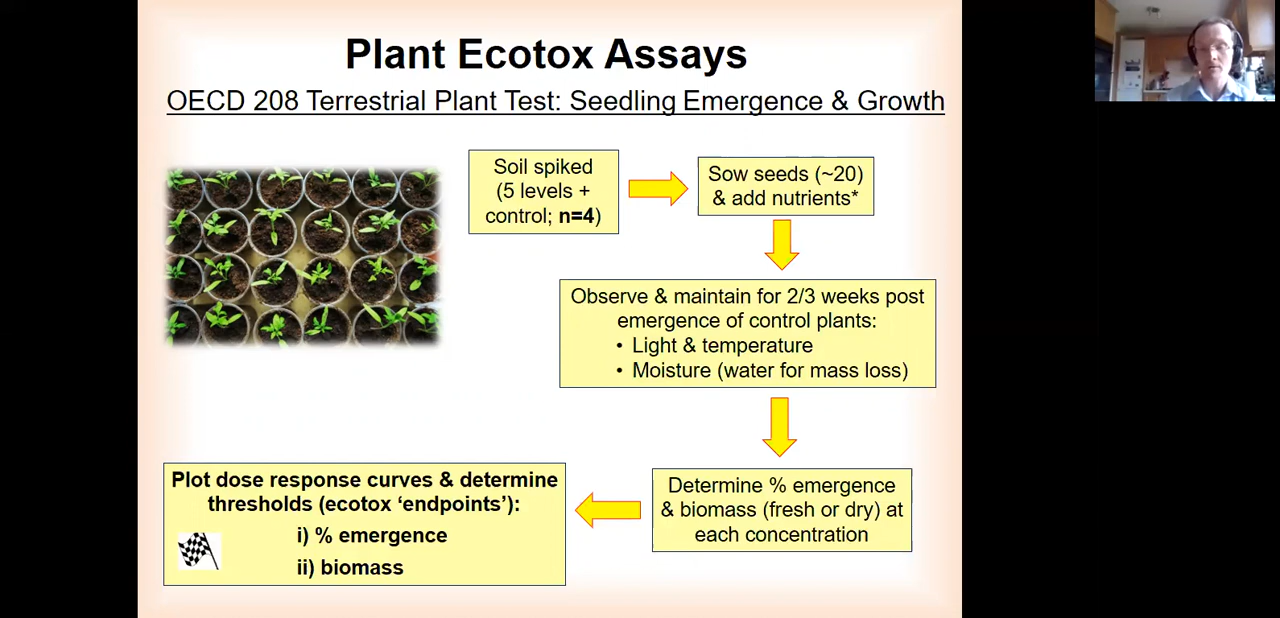 Plant Ecotox Assays
OECD 208 Terrestrial Plant Test: Seedling Emergence & Growth
Soil spiked
(5 levels +
control; n=4)
Sow seeds (~20)
& add nutrients*
Observe & maintain for 2/3 weeks post
emergence of control plants:
• Light & temperature
• Moisture (water for mass loss)
Determine % emergence
& biomass (fresh or dry) at
each concentration
Plot dose response curves & determine
thresholds (ecotox ‘endpoints’):
i) % emergence
ii) biomass